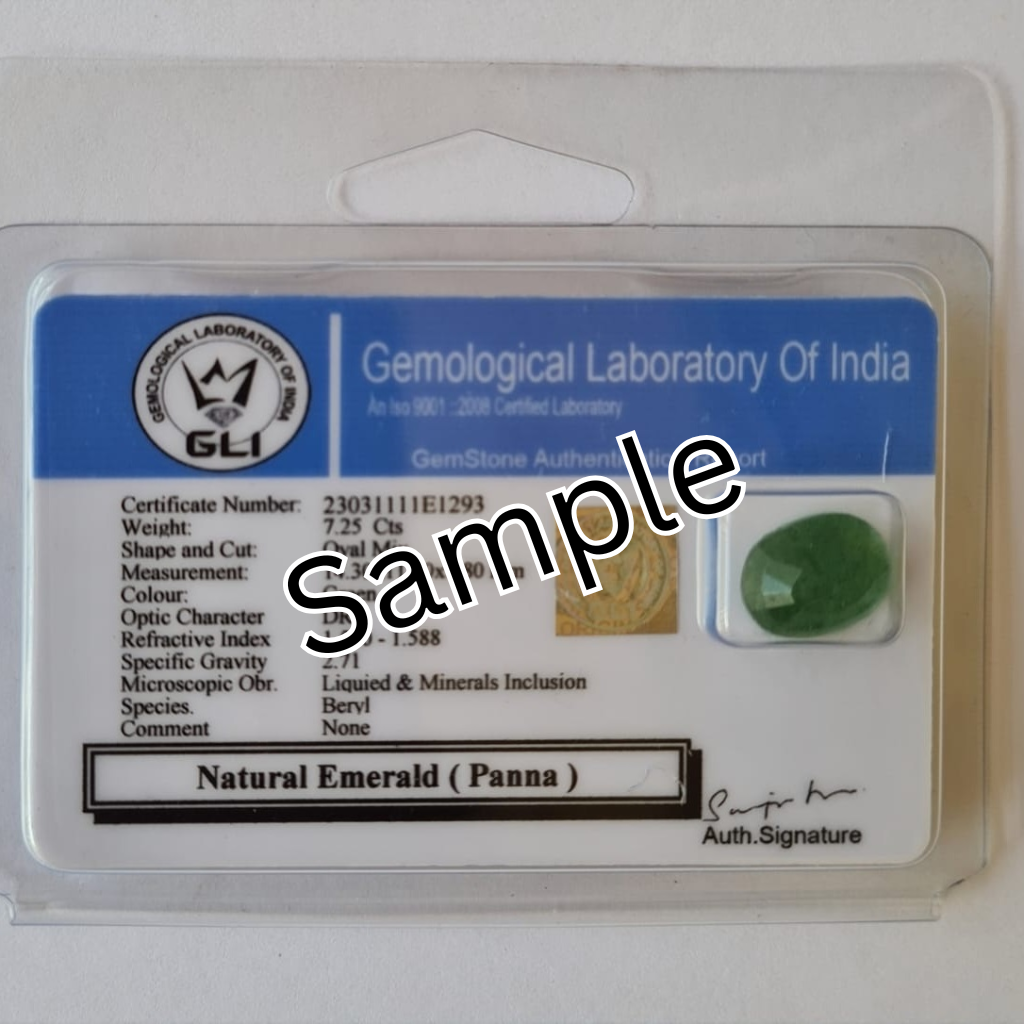 GEMOLOGICAL LABORATORY OF INDIA
GLI
Gemological Laboratory Of India
An Iso 9001 :2008 Certified Laboratory
GemStone
Certificate Number: 23031111E1293
Weight: 7.25 Cts
Shape and Cut: Oval
Measurement:
Colour: Green
Optic Character
Refractive Index - 1.588
Specific Gravity 2.71
Microscopic Obr. Liquied & Minerals Inclusion
Species. Beryl
Comment None
Natural Emerald ( Panna )
Auth.Signature
Sample